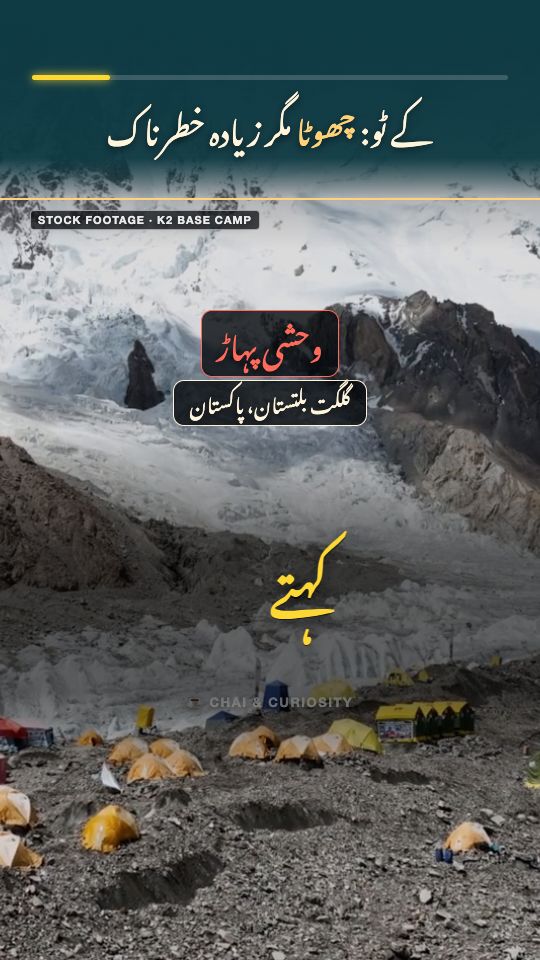 کے ٹو: چھوٹا مگر زیادہ خطرناک
STOCK FOOTAGE · K2 BASE CAMP
وحشی پہاڑ
گلگت بلتستان، پاکستان
کہتے
CHAI & CURIOSITY